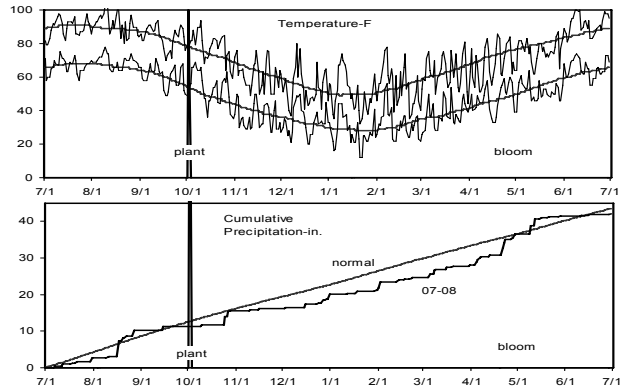 100
Temperature-F
80
60
40
20
plant
bloom
0
7/1 8/1 9/1 10/1 11/1 12/1 1/1 2/1 3/1 4/1 5/1 6/1 7/1
Cumulative
Precipitation-in.
40
normal
30
07-08
20
10
plant
bloom
0
7/1 8/1 9/1 10/1 11/1 12/1 1/1 2/1 3/1 4/1 5/1 6/1 7/1